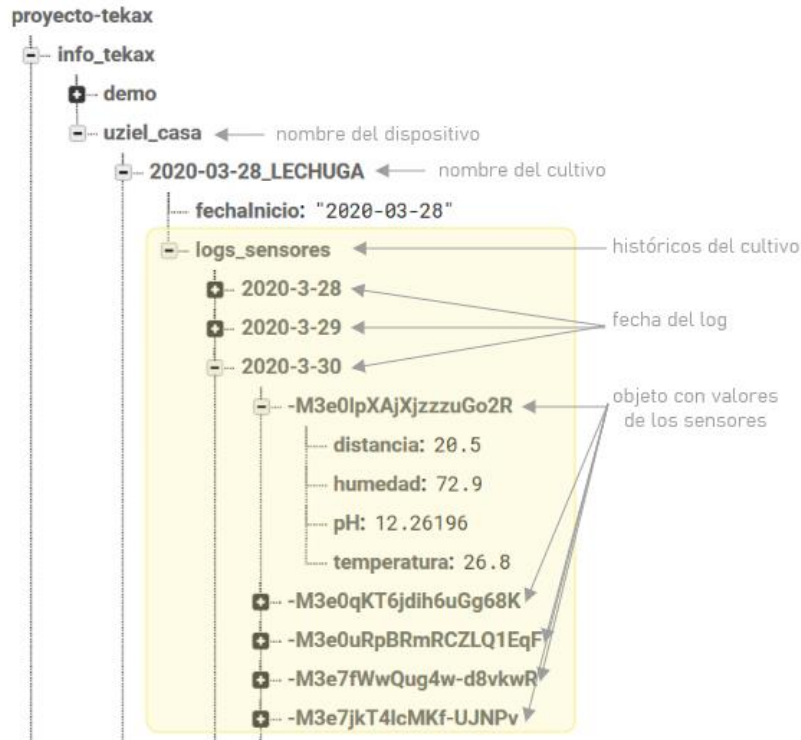 proyecto-tekax
info_tekax
demo
uziel_casa
nombre del dispositivo
2020-03-28_LECHUGA
nombre del cultivo
fechaInicio: "2020-03-28"
logs_sensores
históricos del cultivo
2020-3-28
2020-3-29
fecha del log
2020-3-30
-M3e0lpXAjXjzzzuGo2R
objeto con valores
de los sensores
distancia: 20.5
humedad: 72.9
pH: 12.26196
temperatura: 26.8
-M3e0qKT6jdih6uGg68K
-M3e0uRpBRmRCZLQ1EqF
-M3e7fWwQug4w-d8vkwR
-M3e7jkT4lcMKf-UJNPv